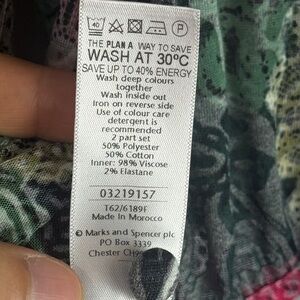 40
P
THE PLAN A WAY TO SAVE
WASH AT 30°C
SAVE UP TO 40% ENERGY
Wash deep colours
together
Wash inside out
Iron on reverse side
Use of colour care
detergent is
recommended
2 part set
50% Polyester
50% Cotton
Inner: 98% Viscose
2% Elastane
03219157
T62/6189F
Made In Morocco
© Marks and Spencer plc
PO Box 3339
Chester